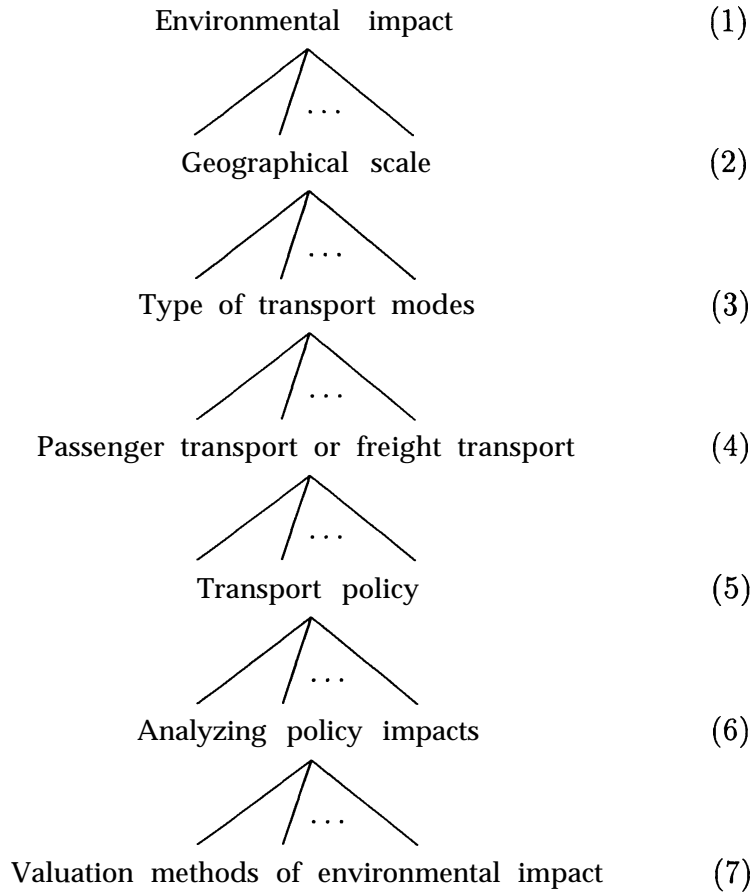 Environmental impact (1)
...
Geographical scale (2)
...
Type of transport modes (3)
...
Passenger transport or freight transport (4)
...
Transport policy (5)
...
Analyzing policy impacts (6)
...
Valuation methods of environmental impact (7)